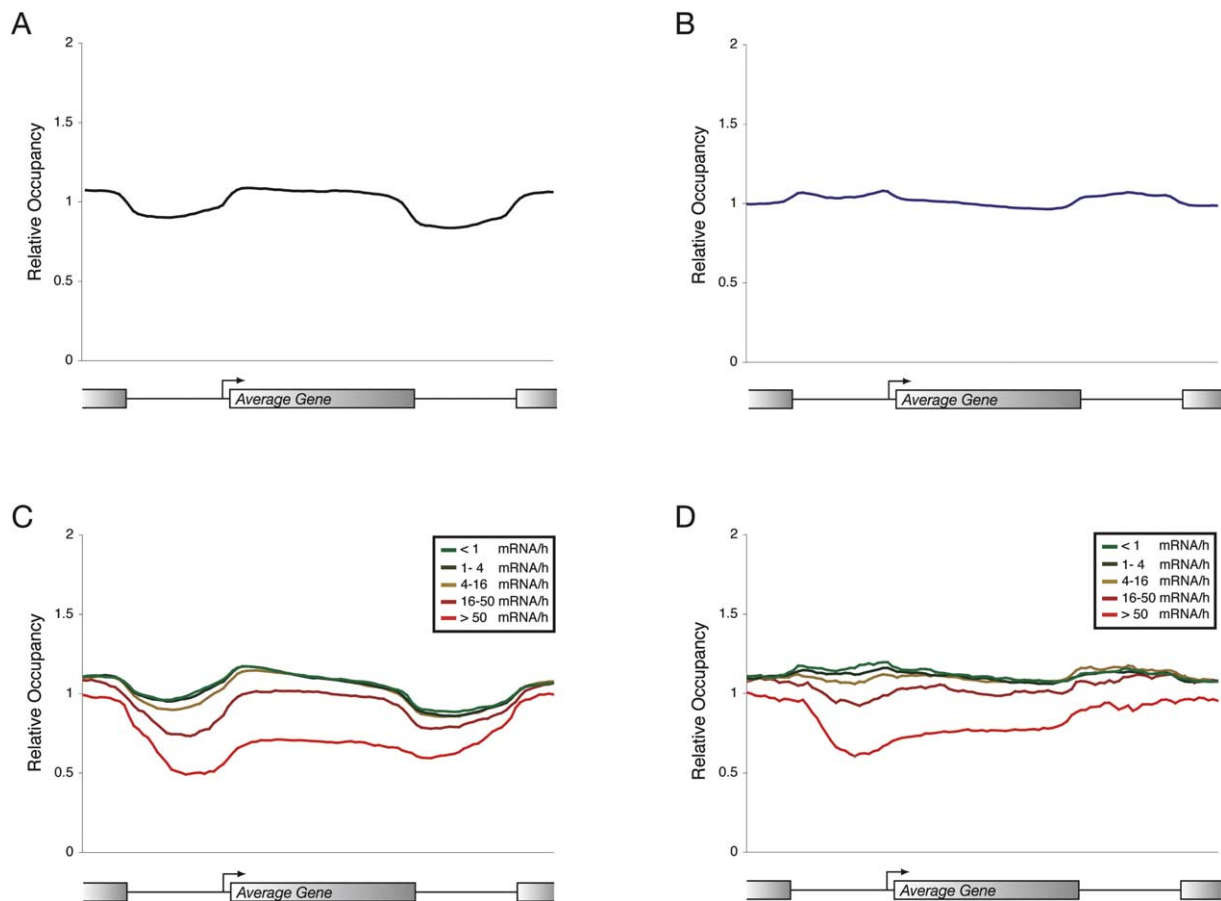 A
2
1.5
1
0.5
0
Relative Occupancy
Average Gene
B
2
1.5
1
0.5
0
Relative Occupancy
Average Gene
C
2
1.5
1
0.5
0
Relative Occupancy
< 1 mRNA/h
1- 4 mRNA/h
4-16 mRNA/h
16-50 mRNA/h
> 50 mRNA/h
Average Gene
D
2
1.5
1
0.5
0
Relative Occupancy
< 1 mRNA/h
1- 4 mRNA/h
4-16 mRNA/h
16-50 mRNA/h
> 50 mRNA/h
Average Gene